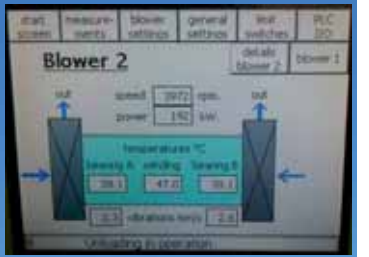 start screen
measure-ments
blower settings
general settings
limit switches
PLC I/O
Blower 2
details blower 2
blower 1
out
speed rpm
out
power 192 kW
temperatures °C
bearing A winding bearing B
47.0
vibrations mm/s
Unloading in operation